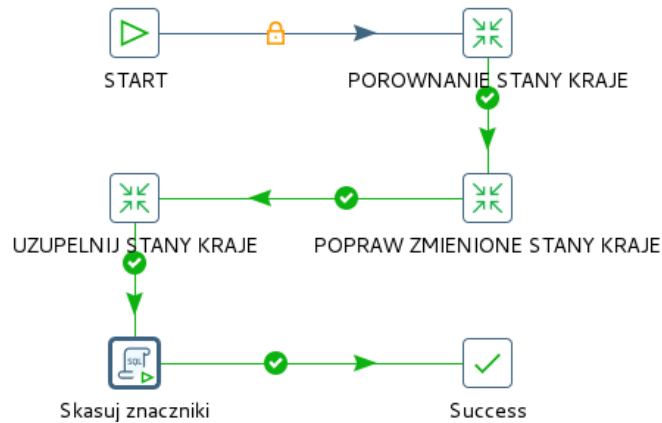 START
POROWNANIE STANY KRAJE
UZUPELNIJ STANY KRAJE
POPRAW ZMIENIONE STANY KRAJE
SQL
Skasuj znaczniki
Success